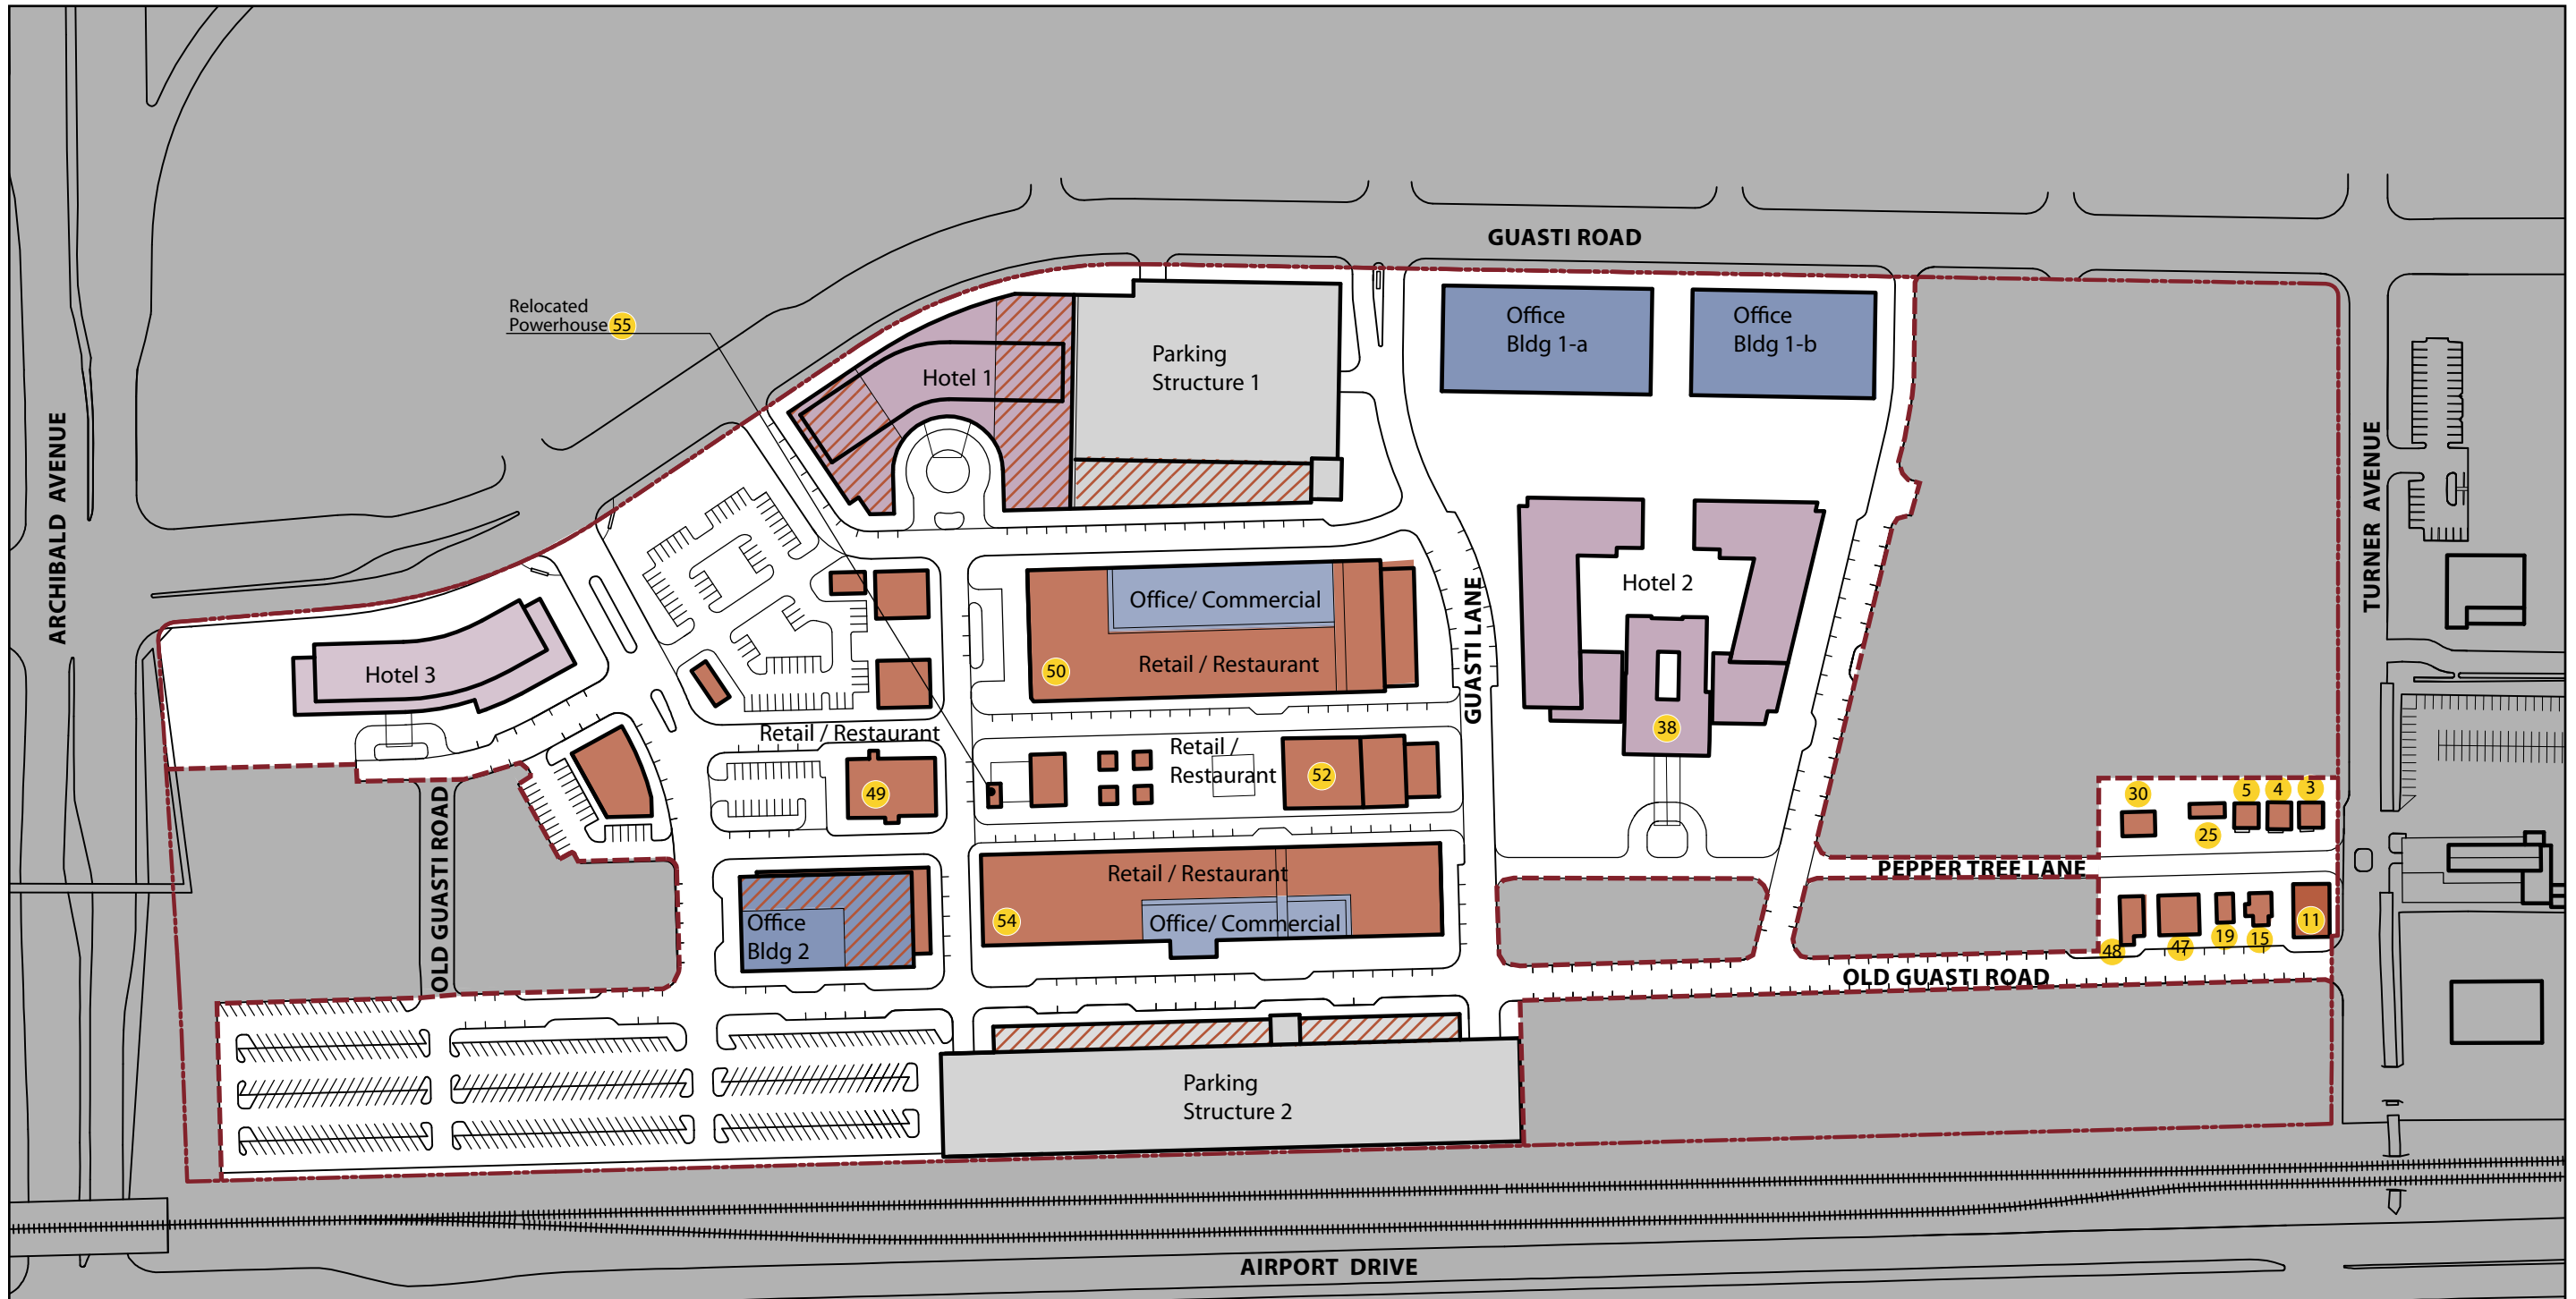 GUASTI ROAD
Relocated
Powerhouse 55
Office
Bldg 1-a
Office
Bldg 1-b
Parking
Structure 1
Hotel 1
ARCHIBALD AVENUE
TURNER AVENUE
Hotel 2
Office/ Commercial
Retail / Restaurant
50
GUASTI LANE
Hotel 3
38
Retail / Restaurant
Retail /
Restaurant
52
49
30
5
4
3
25
OLD GUASTI ROAD
PEPPER TREE LANE
Retail / Restaurant
54
Office/ Commercial
Office
Bldg 2
48
47
19
15
11
OLD GUASTI ROAD
Parking
Structure 2
AIRPORT DRIVE